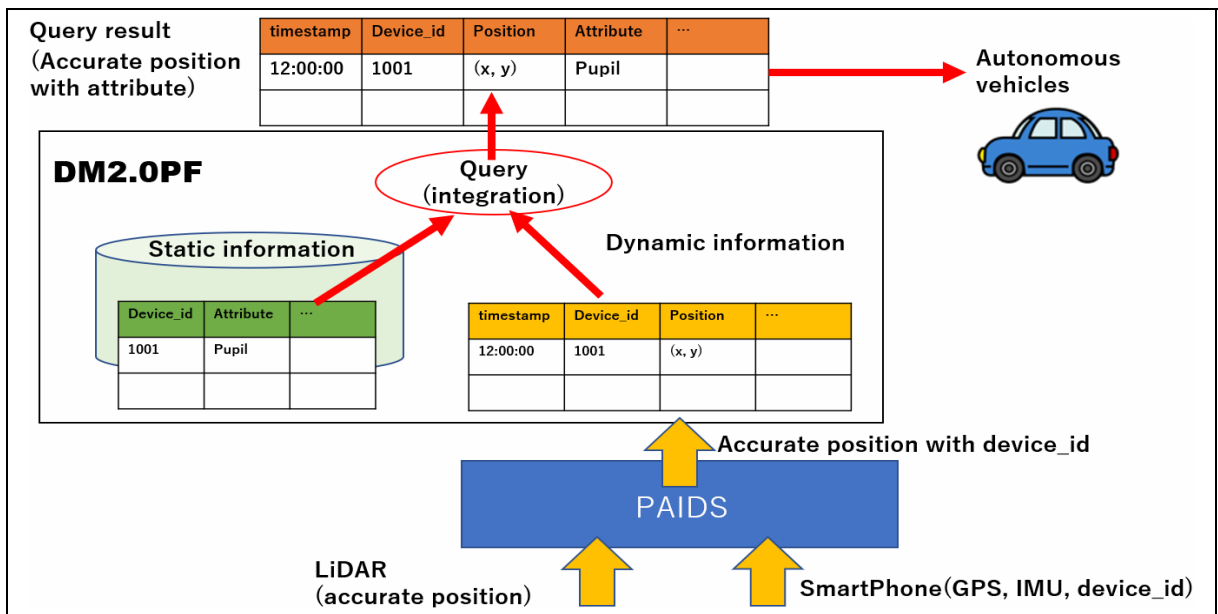 Query result
(Accurate position
with attribute)
timestamp Device_id Position Attribute …
12:00:00 1001 (x, y) Pupil
Autonomous
vehicles
DM2.0PF
Query
(integration)
Static information
Dynamic information
Device_id Attribute …
1001 Pupil
timestamp Device_id Position …
12:00:00 1001 (x, y)
Accurate position with device_id
PAIDS
LiDAR
(accurate position)
SmartPhone(GPS, IMU, device_id)